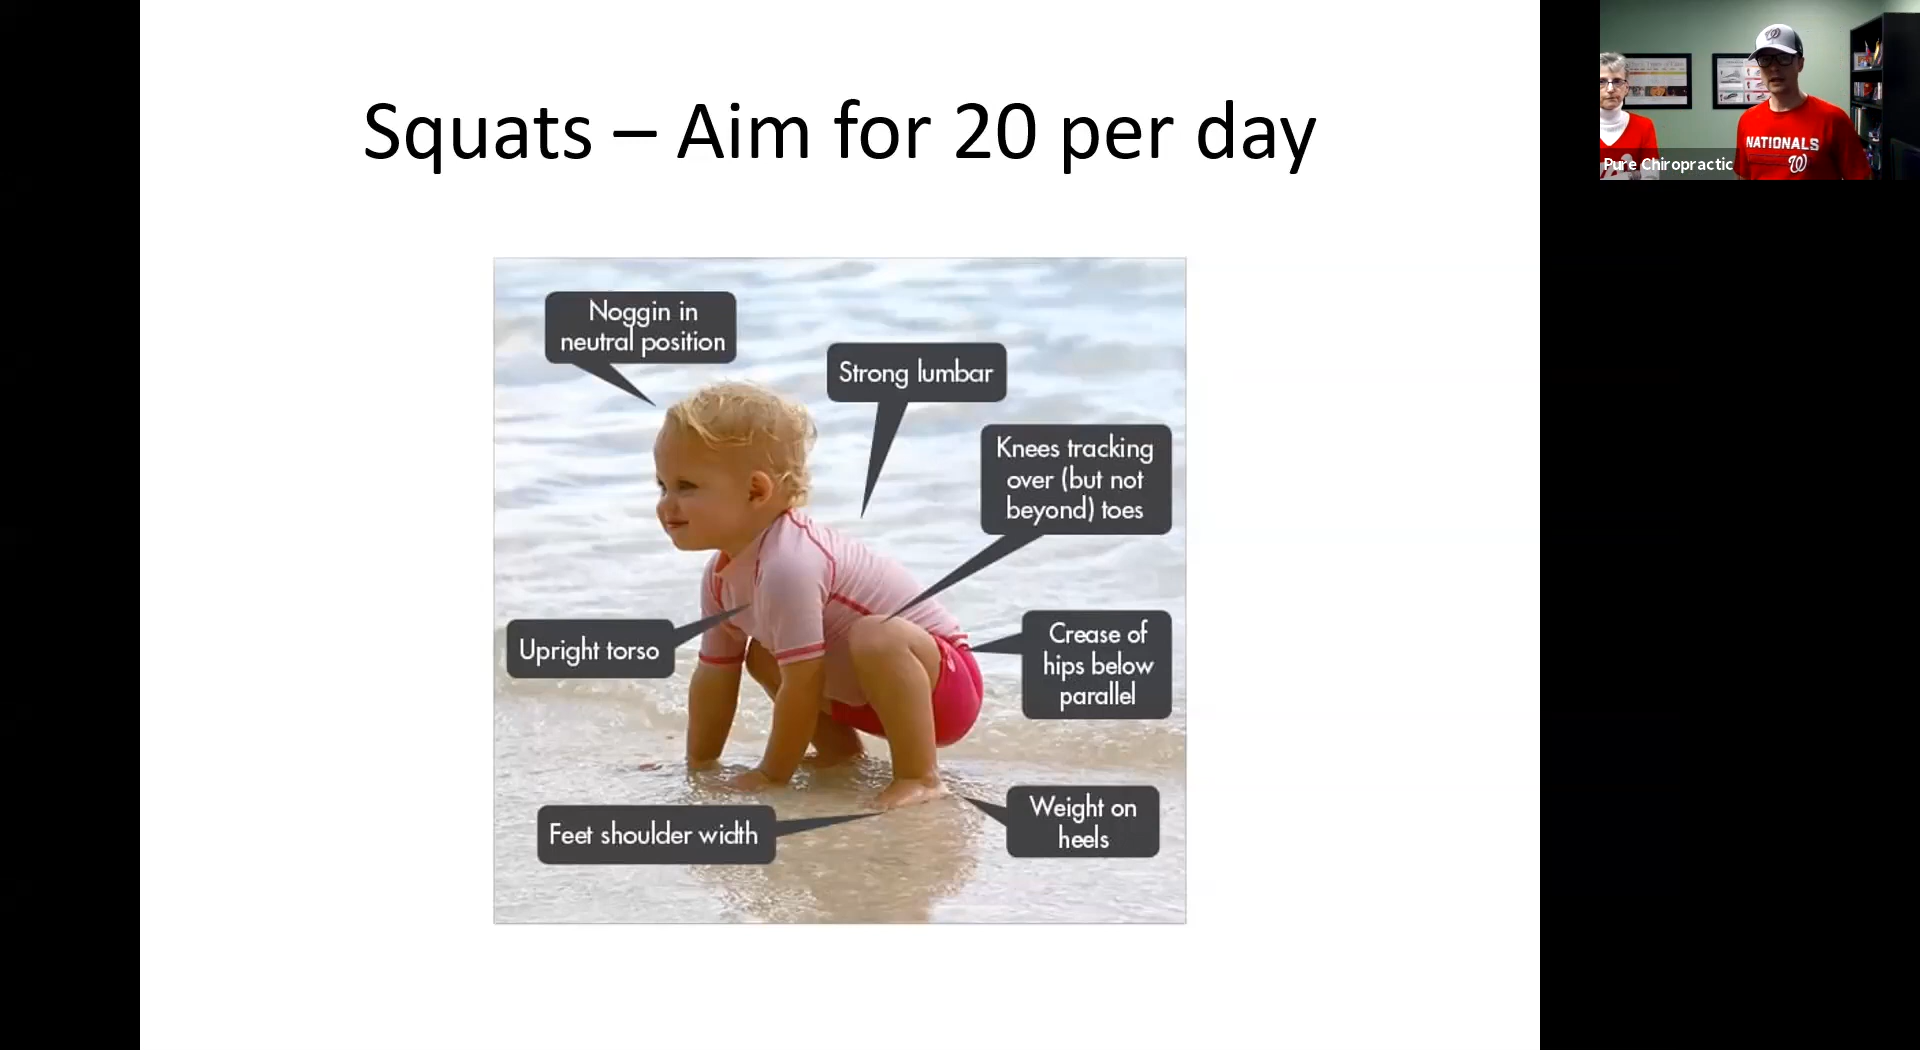 Squats – Aim for 20 per day
Noggin in
neutral position
Strong lumbar
Knees tracking
over (but not
beyond) toes
Upright torso
Crease of
hips below
parallel
Feet shoulder width
Weight on
heels
W
NATIONALS
W
Pure Chiropractic